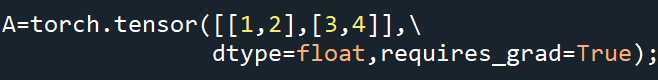 A=torch.tensor([[1,2],[3,4]],\
dtype=float,requires_grad=True);